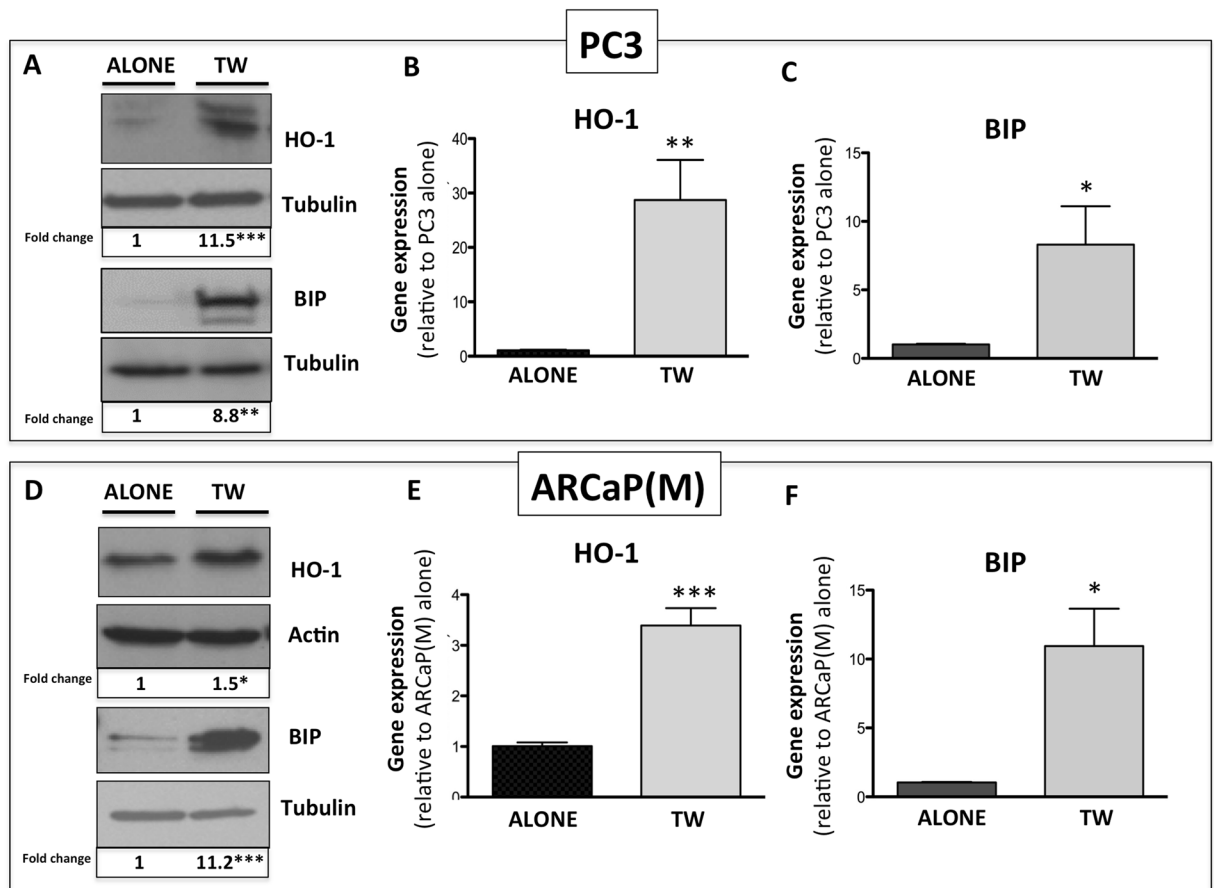 PC3
A
ALONE TW
HO-1
Tubulin
Fold change 1 11.5***
BIP
Tubulin
Fold change 1 8.8**
B
HO-1
Gene expression
(relative to PC3 alone)
40
30
20
10
0
**
ALONE TW
C
BIP
Gene expression
(relative to PC3 alone)
15
10
5
0
*
ALONE TW
ARCaP(M)
D
ALONE TW
HO-1
Actin
Fold change 1 1.5*
BIP
Tubulin
Fold change 1 11.2***
E
HO-1
Gene expression
(relative to ARCaP(M) alone)
4
3
2
1
0
***
ALONE TW
F
BIP
Gene expression
(relative to ARCaP(M) alone)
15
10
5
0
*
ALONE TW